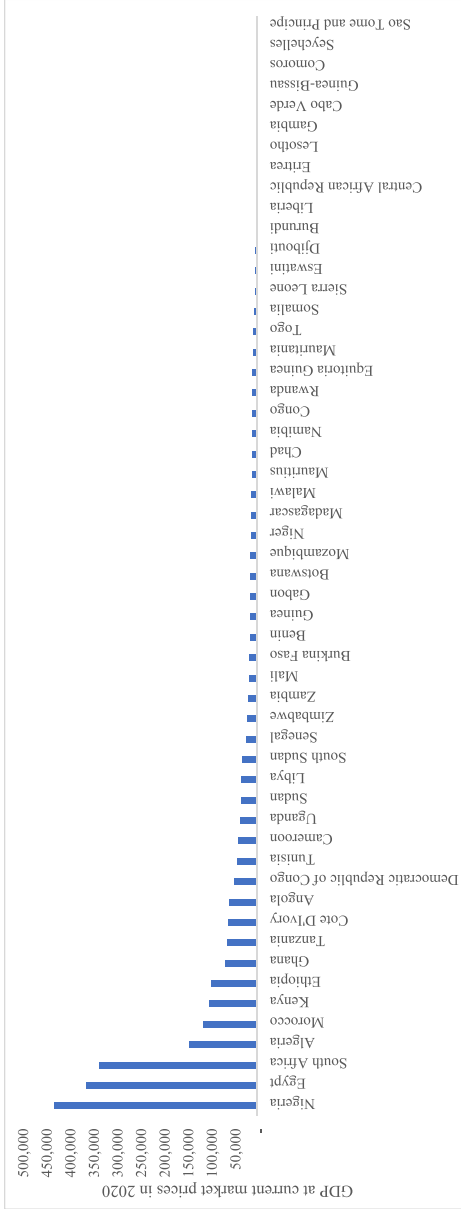 GDP at current market prices in 2020
500,000
450,000
400,000
350,000
300,000
250,000
200,000
150,000
100,000
50,000
-
Nigeria
Egypt
South Africa
Algeria
Morocco
Kenya
Ethiopia
Ghana
Tanzania
Cote D'Ivory
Angola
Democratic Republic of Congo
Tunisia
Cameroon
Uganda
Sudan
Libya
South Sudan
Senegal
Zimbabwe
Zambia
Mali
Burkina Faso
Benin
Guinea
Gabon
Botswana
Mozambique
Niger
Madagascar
Malawi
Mauritius
Chad
Namibia
Congo
Rwanda
Equitoria Guinea
Mauritania
Togo
Somalia
Sierra Leone
Eswatini
Djibouti
Burundi
Liberia
Central African Republic
Eritrea
Lesotho
Gambia
Cabo Verde
Guinea-Bissau
Comoros
Seychelles
Sao Tome and Principe